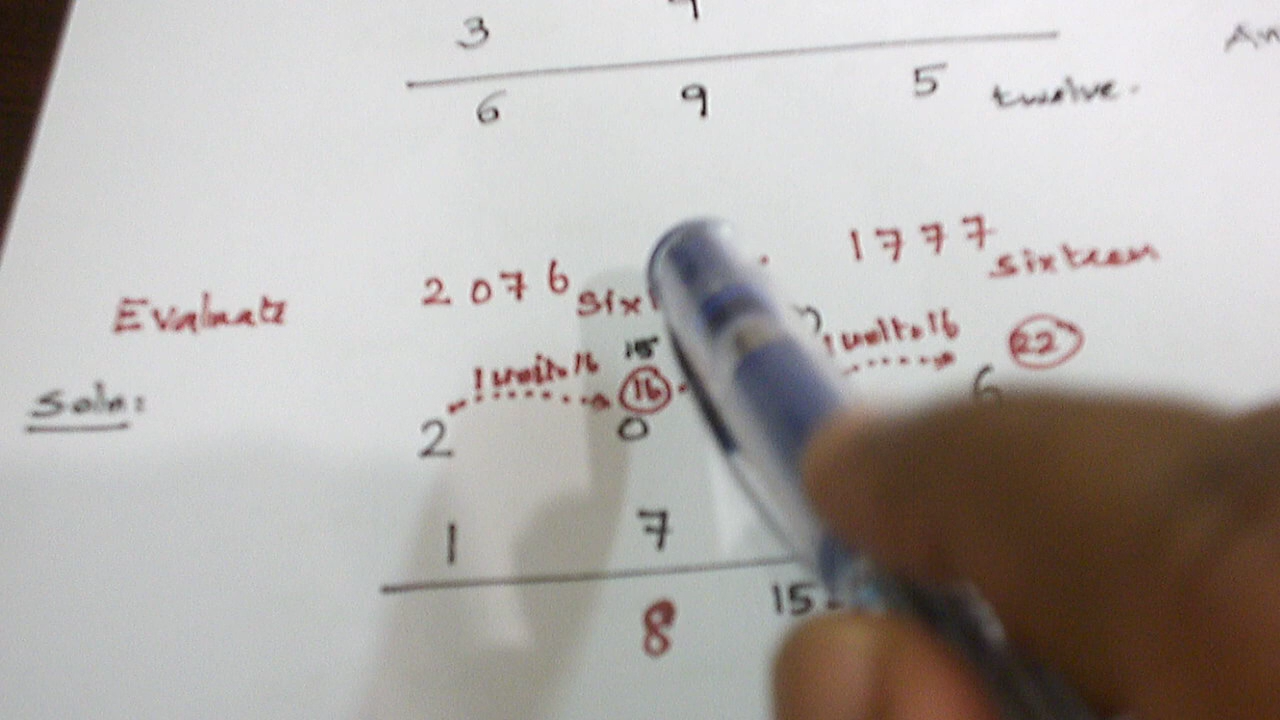 3
6 9 5 twelve.
An
Evaluate 2076 1777 sixteen
1 unit=16 15 1 unit=16 22
Soln: 16 6
2 0
1 7
8 15